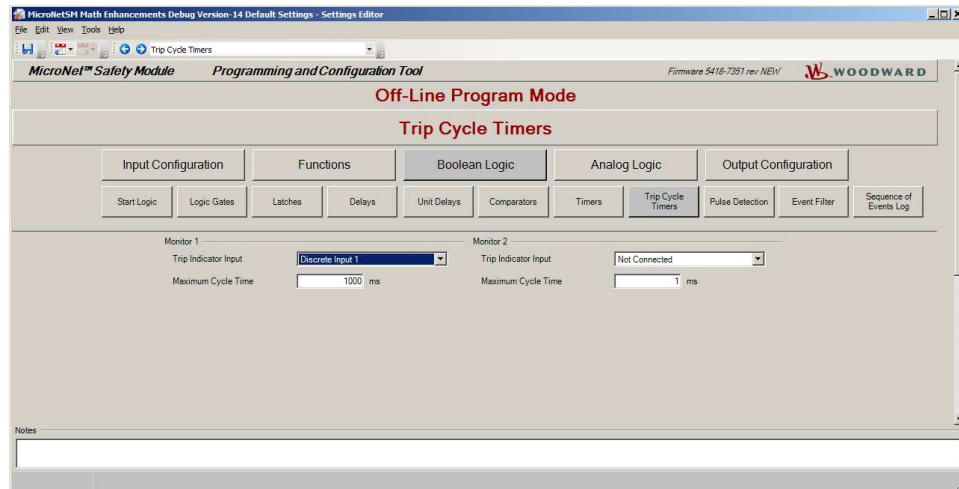 MicroNetSM Math Enhancements Debug Version-14 Default Settings - Settings Editor
File Edit View Tools Help
Trip Cycle Timers
MicroNet™ Safety Module Programming and Configuration Tool Firmware 5418-7351 rev NEW WOODWARD
Off-Line Program Mode
Trip Cycle Timers
Input Configuration Functions Boolean Logic Analog Logic Output Configuration
Start Logic Logic Gates Latches Delays Unit Delays Comparators Timers Trip Cycle Timers Pulse Detection Event Filter Sequence of Events Log
Monitor 1 Monitor 2
Trip Indicator Input Discrete Input 1 Trip Indicator Input Not Connected
Maximum Cycle Time 1000 ms Maximum Cycle Time 1 ms
Notes